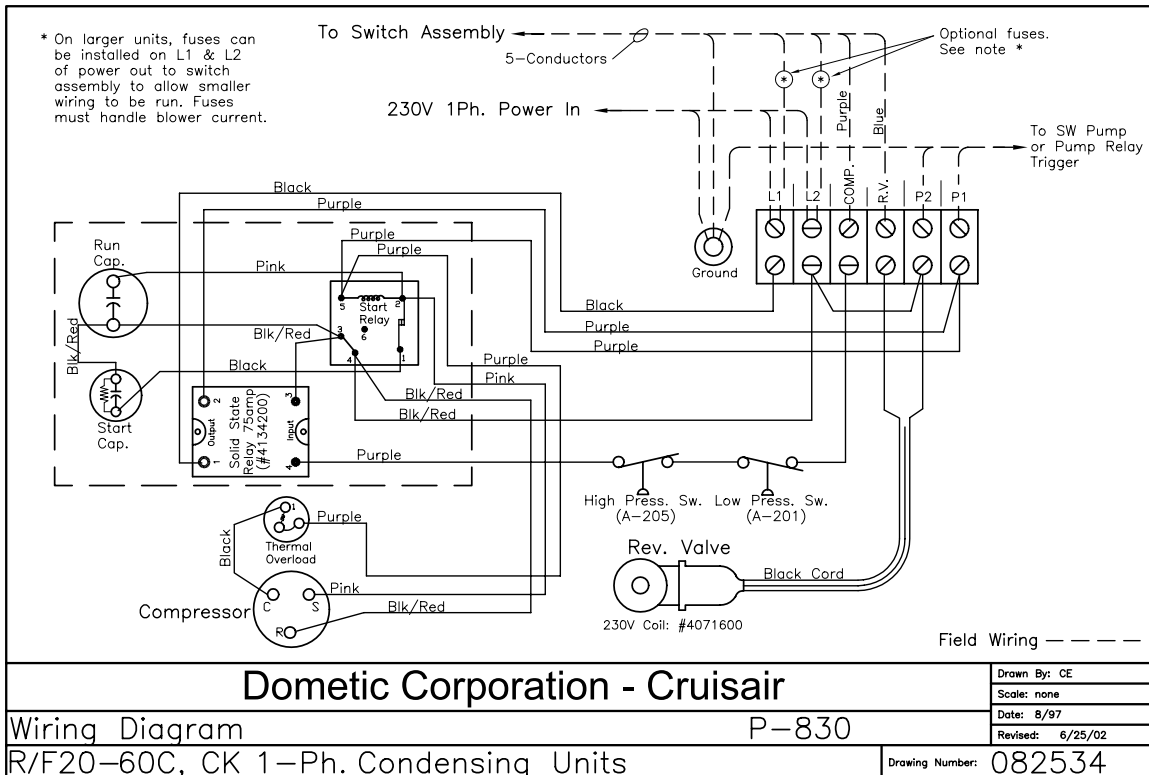 * On larger units, fuses can
be installed on L1 & L2
of power out to switch
assembly to allow smaller
wiring to be run. Fuses
must handle blower current.
To Switch Assembly
5-Conductors
Optional fuses.
See note *
*
*
230V 1Ph. Power In
Purple
Blue
To SW Pump
or Pump Relay
Trigger
L1
L2
COMP.
R.V.
P2
P1
Ground
Black
Purple
Run
Cap.
Pink
Purple
Purple
5
2
Start
Relay
3
6
4
1
Blk/Red
Blk/Red
Black
Start
Cap.
Black
Purple
Purple
Purple
Pink
Blk/Red
Blk/Red
2
3
Output
Solid State
Relay 75amp
(#4134200)
Input
1
4
Purple
High Press. Sw.
(A-205)
Low Press. Sw.
(A-201)
1
Purple
Thermal
Overload
Black
Compressor
C
S
R
Pink
Blk/Red
Rev. Valve
Black Cord
230V Coil: #4071600
Field Wiring
Dometic Corporation - Cruisair
Drawn By: CE
Scale: none
Date: 8/97
Revised: 6/25/02
Wiring Diagram
P-830
R/F20-60C, CK 1-Ph. Condensing Units
Drawing Number: 082534